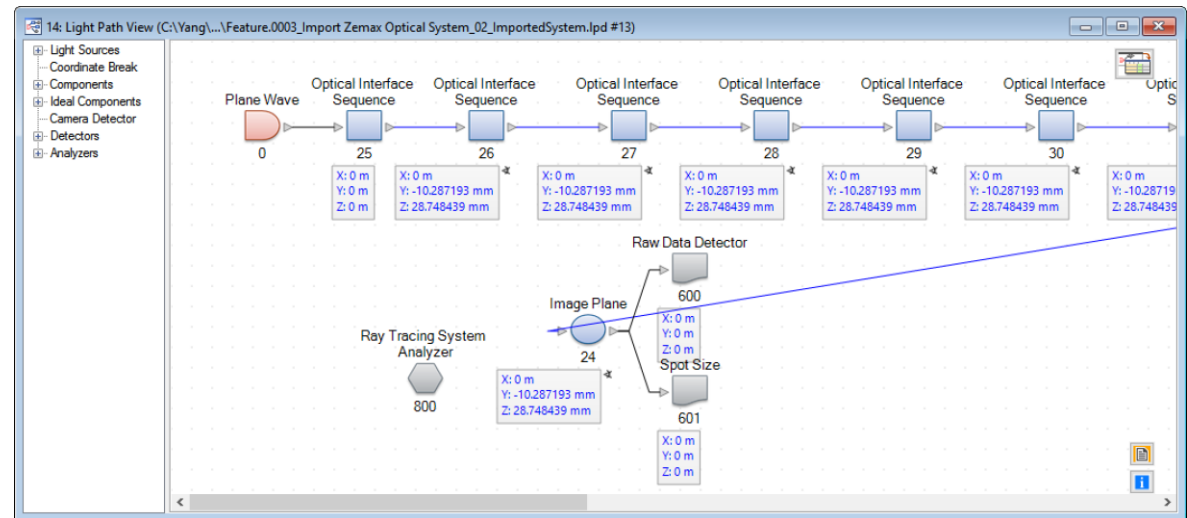 14: Light Path View (C:\Yang\...\Feature.0003_Import Zemax Optical System_02_ImportedSystem.lpd #13)
Light Sources
Coordinate Break
Components
Ideal Components
Camera Detector
Detectors
Analyzers
Plane Wave
0
Optical Interface
Sequence
25
X: 0 m
Y: 0 m
Z: 0 m
Optical Interface
Sequence
26
X: 0 m
Y: -10.287193 mm
Z: 28.748439 mm
Optical Interface
Sequence
27
X: 0 m
Y: -10.287193 mm
Z: 28.748439 mm
Optical Interface
Sequence
28
X: 0 m
Y: -10.287193 mm
Z: 28.748439 mm
Optical Interface
Sequence
29
X: 0 m
Y: -10.287193 mm
Z: 28.748439 mm
Optical Interface
Sequence
30
X: 0 m
Y: -10.287193 mm
Z: 28.748439 mm
Optic
S
X: 0 m
Y: -10.2871
Z: 28.748439
Raw Data Detector
600
X: 0 m
Y: 0 m
Z: 0 m
Image Plane
24
X: 0 m
Y: -10.287193 mm
Z: 28.748439 mm
Ray Tracing System
Analyzer
800
Spot Size
601
X: 0 m
Y: 0 m
Z: 0 m